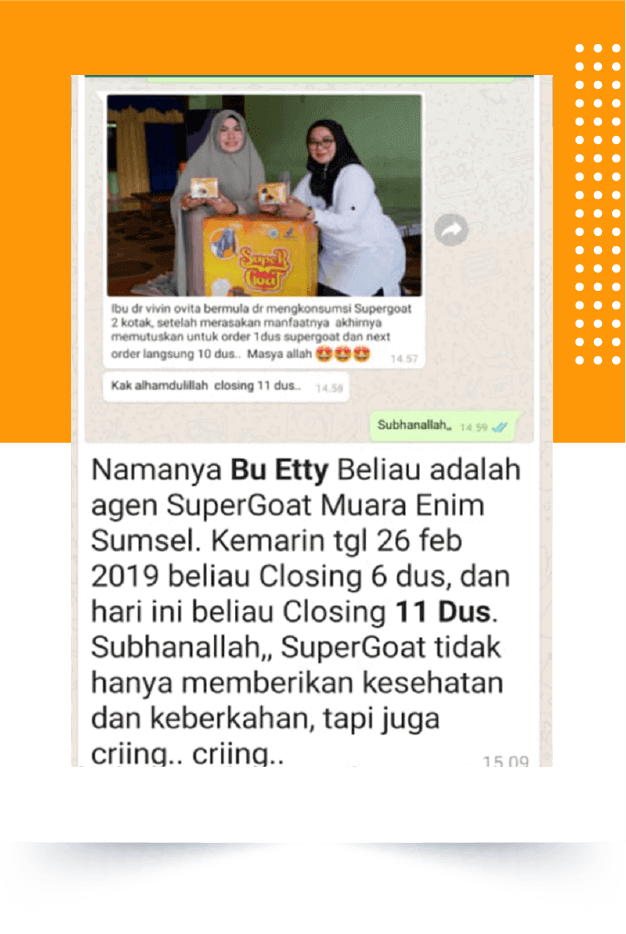 SupeR
Goat
Ibu dr vivin ovita bermula dr mengkonsumsi Supergoat
2 kotak, setelah merasakan manfaatnya akhirnya
memutuskan untuk order 1dus supergoat dan next
order langsung 10 dus.. Masya allah 🤩🤩🤩 14.57
Kak alhamdulillah closing 11 dus.. 14.58
Subhanallah,, 14.59
Namanya Bu Etty Beliau adalah
agen SuperGoat Muara Enim
Sumsel. Kemarin tgl 26 feb
2019 beliau Closing 6 dus, dan
hari ini beliau Closing 11 Dus.
Subhanallah,, SuperGoat tidak
hanya memberikan kesehatan
dan keberkahan, tapi juga
criing.. criing.. 15.09